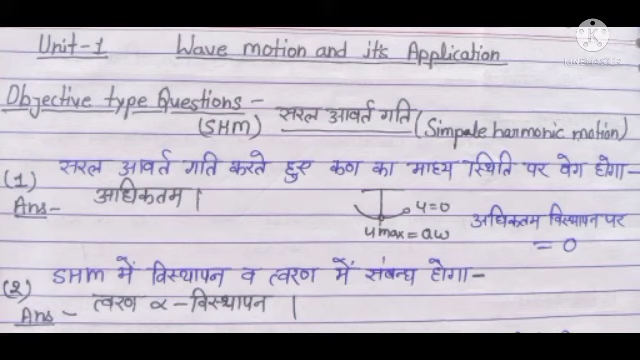 Unit-1 Wave motion and its Application
KINEMASTER
Objective type Questions -
(SHM) सरल आवर्त गति (Simpale harmonic motion)
(1) सरल आवर्त गति करते हुए कण का माध्य स्थिति पर वेग होगा-
Ans- अधिकतम।
u=0
umax = aω
अधिकतम विस्थापन पर
= 0
(2) SHM में विस्थापन व त्वरण में संबन्ध होगा-
Ans - त्वरण ∝ - विस्थापन ।